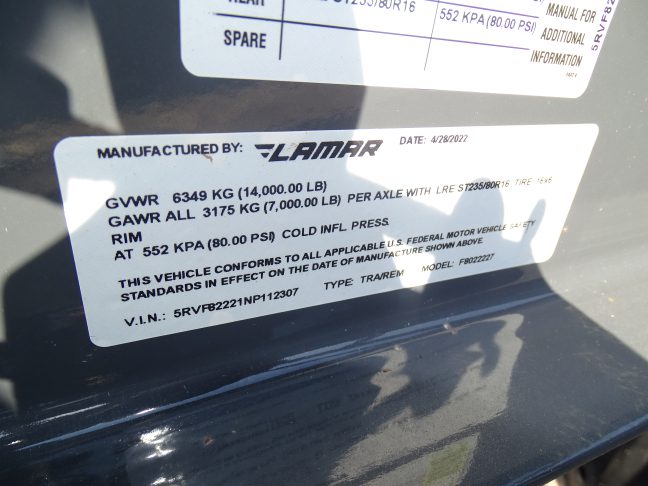 REAR ST235/80R16 552 KPA (80.00 PSI)
SPARE
MANUAL FOR
ADDITIONAL
INFORMATION
5RVF82
MANUFACTURED BY: LAMAR DATE: 4/28/2022
GVWR 6349 KG (14,000.00 LB)
GAWR ALL 3175 KG (7,000.00 LB) PER AXLE WITH LRE ST235/80R16 TIRE 16x6
RIM
AT 552 KPA (80.00 PSI) COLD INFL. PRESS.
THIS VEHICLE CONFORMS TO ALL APPLICABLE U.S. FEDERAL MOTOR VEHICLE SAFETY
STANDARDS IN EFFECT ON THE DATE OF MANUFACTURE SHOWN ABOVE.
V.I.N.: 5RVF82221NP112307 TYPE: TRA/REM MODEL: F8022227